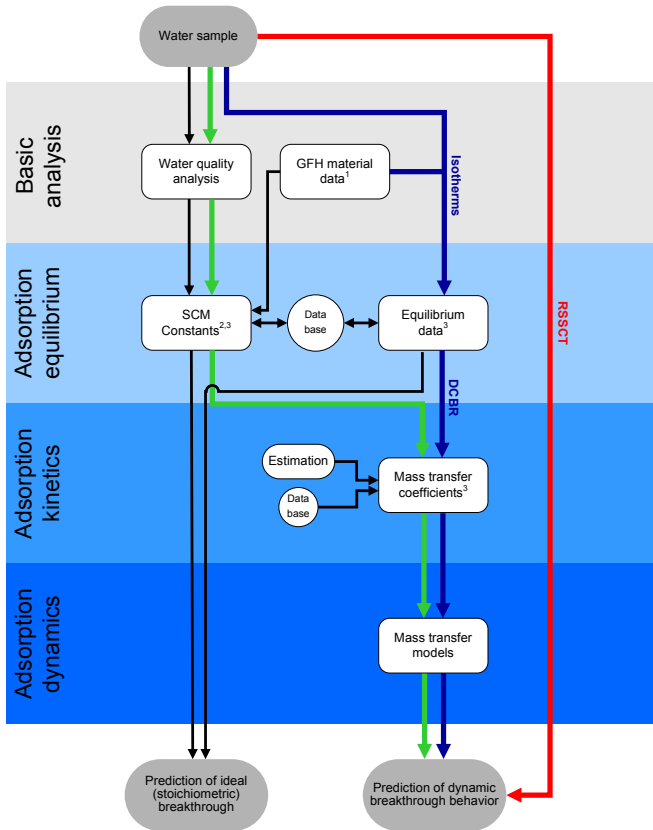 Water sample
Basic
analysis
Water quality
analysis
GFH material
data¹
Isotherms
Adsorption
equilibrium
SCM
Constants²,³
Data
base
Equilibrium
data³
RSSCT
DCBR
Adsorption
kinetics
Estimation
Data
base
Mass transfer
coefficients³
Adsorption
dynamics
Mass transfer
models
Prediction of ideal
(stoichiometric)
breakthrough
Prediction of dynamic
breakthrough behavior